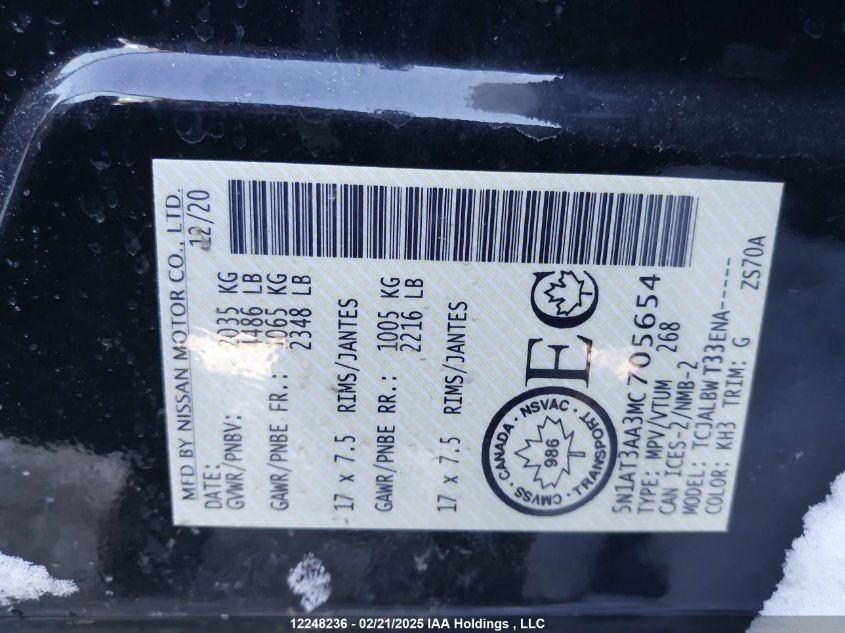 MFD BY NISSAN MOTOR CO., LTD.
DATE: 12/20
GVWR/PNBV: 2035 KG
4486 LB
GAWR/PNBE FR.: 1065 KG
2348 LB
17 x 7.5 RIMS/JANTES
GAWR/PNBE RR.: 1005 KG
2216 LB
17 x 7.5 RIMS/JANTES
CMVSS · CANADA · NSVAC · TRANSPORT ·
986
EC
5N1AT3AA3MC705654
TYPE: MPV/VTUM 268
CAN ICES-2/NMB-2
MODEL: TCJALBW T33ENA-----
COLOR: KH3 TRIM: G ZS70A
12248236 - 02/21/2025 IAA Holdings , LLC